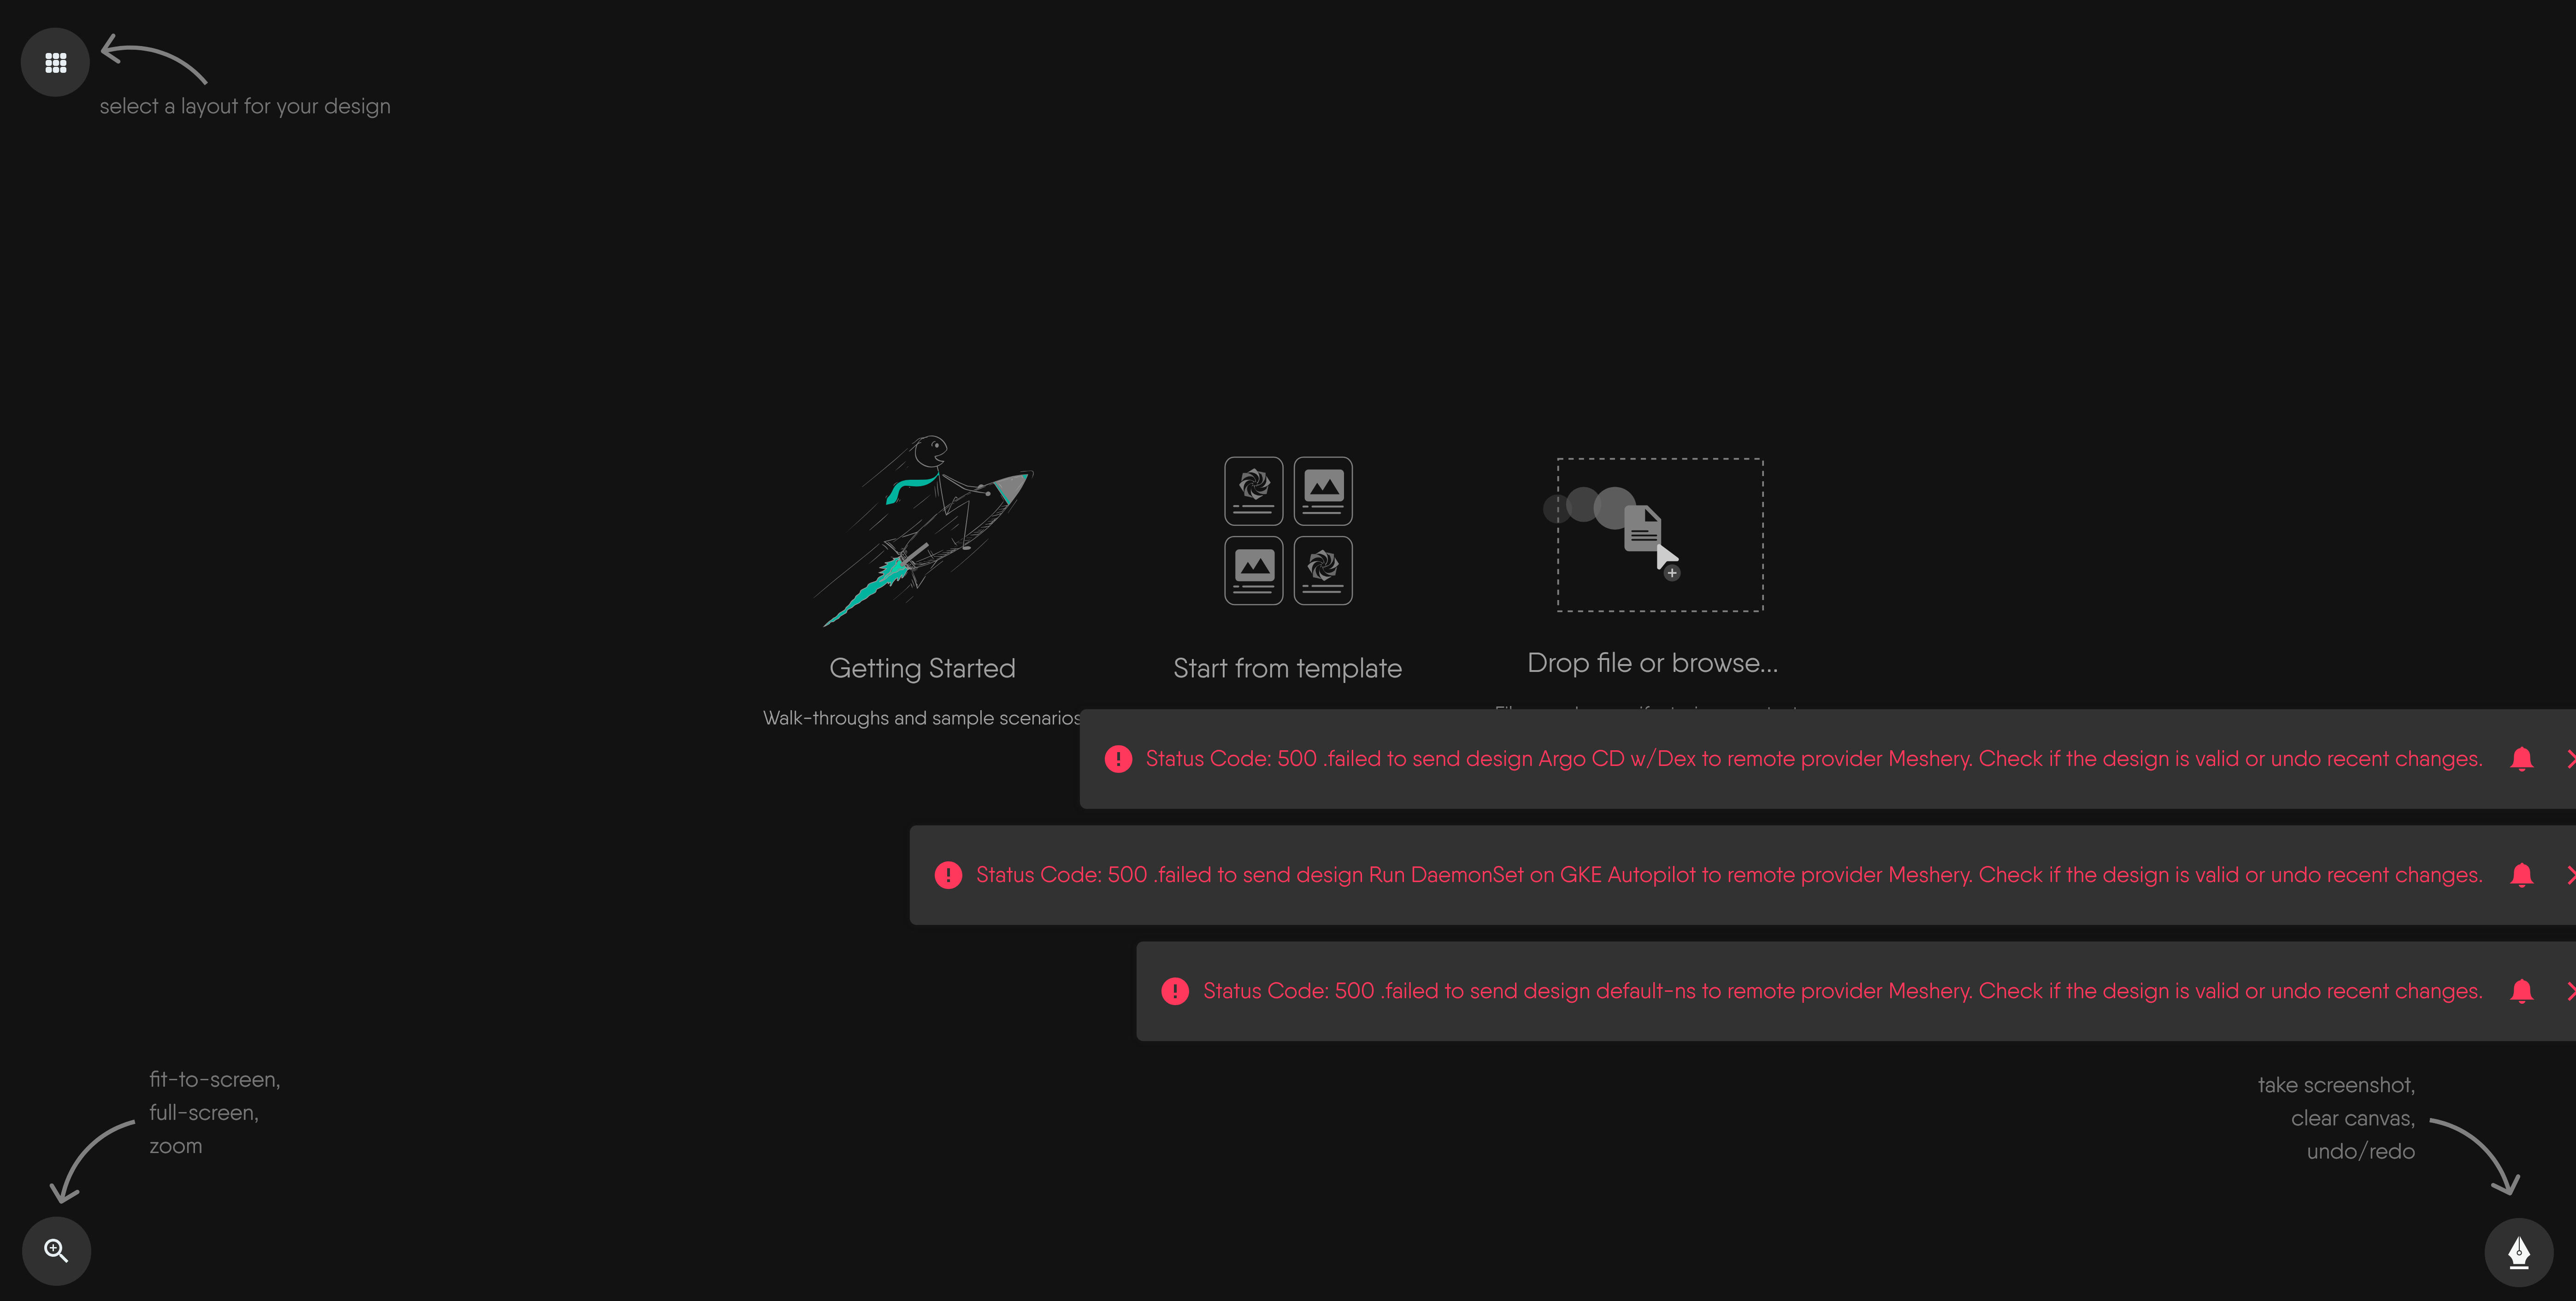 select a layout for your design
Getting Started
Start from template
Drop file or browse...
Walk-throughs and sample scenarios
Status Code: 500 .failed to send design Argo CD w/Dex to remote provider Meshery. Check if the design is valid or undo recent changes.
Status Code: 500 .failed to send design Run DaemonSet on GKE Autopilot to remote provider Meshery. Check if the design is valid or undo recent changes.
Status Code: 500 .failed to send design default-ns to remote provider Meshery. Check if the design is valid or undo recent changes.
fit-to-screen,
full-screen,
zoom
take screenshot,
clear canvas,
undo/redo